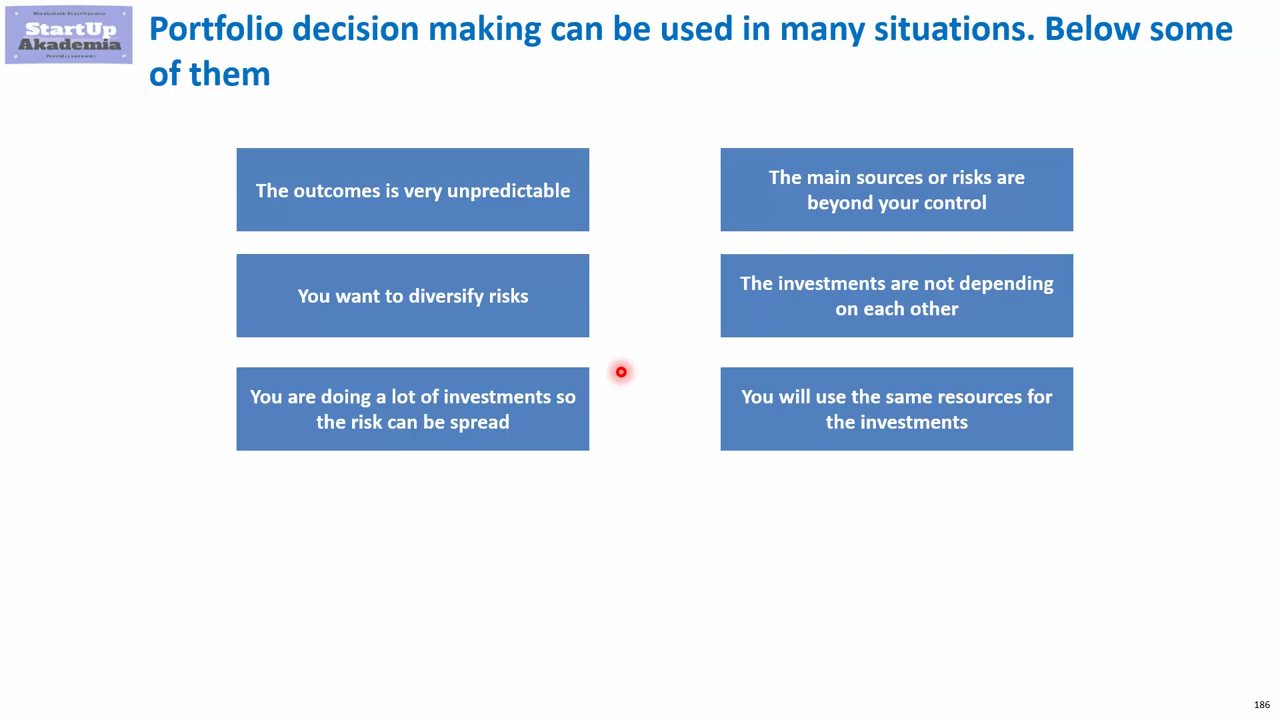 StartUp
Akademia
Portfolio decision making can be used in many situations. Below some
of them
The outcomes is very unpredictable
The main sources or risks are
beyond your control
You want to diversify risks
The investments are not depending
on each other
You are doing a lot of investments so
the risk can be spread
You will use the same resources for
the investments
186